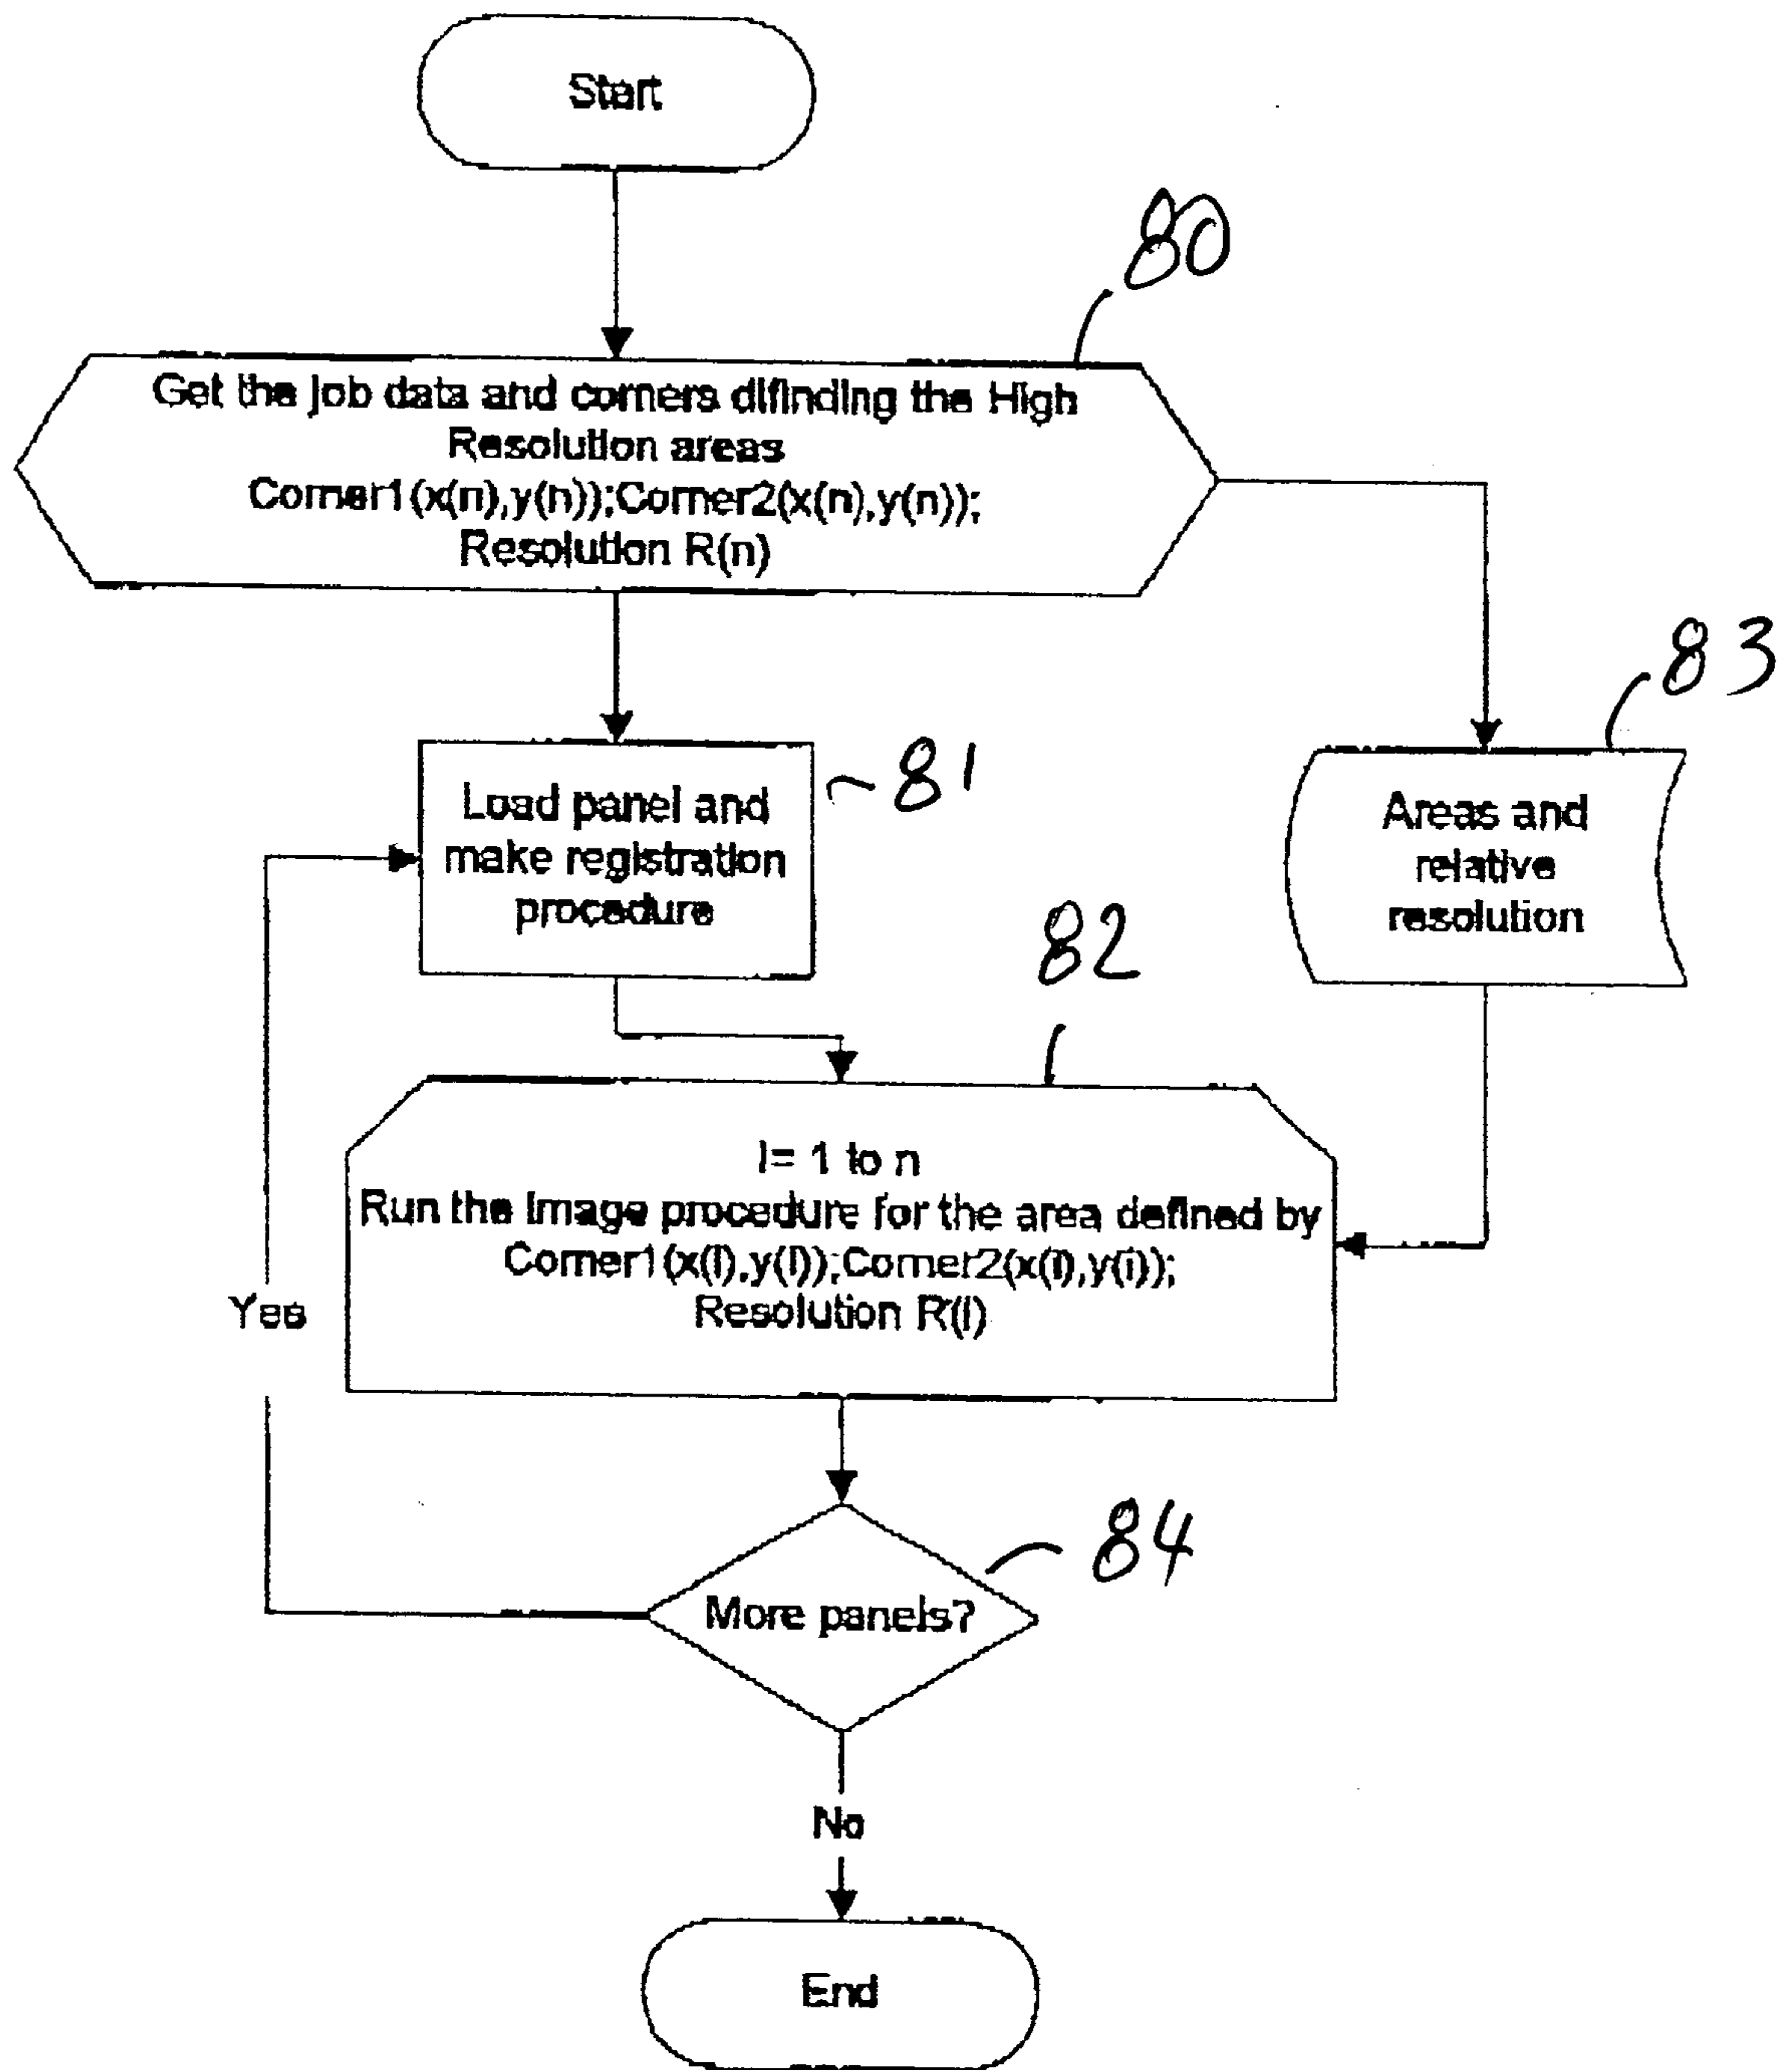 Start
80
Get the job data and corners difinding the High
Resolution areas
Corner1(x(n),y(n));Corner2(x(n),y(n));
Resolution R(n)
83
81
Load panel and
make registration
procedure
Areas and
relative
resolution
82
i= 1 to n
Run the image procedure for the area defined by
Corner1(x(i),y(i));Corner2(x(i),y(i));
Resolution R(i)
Yes
84
More panels?
No
End